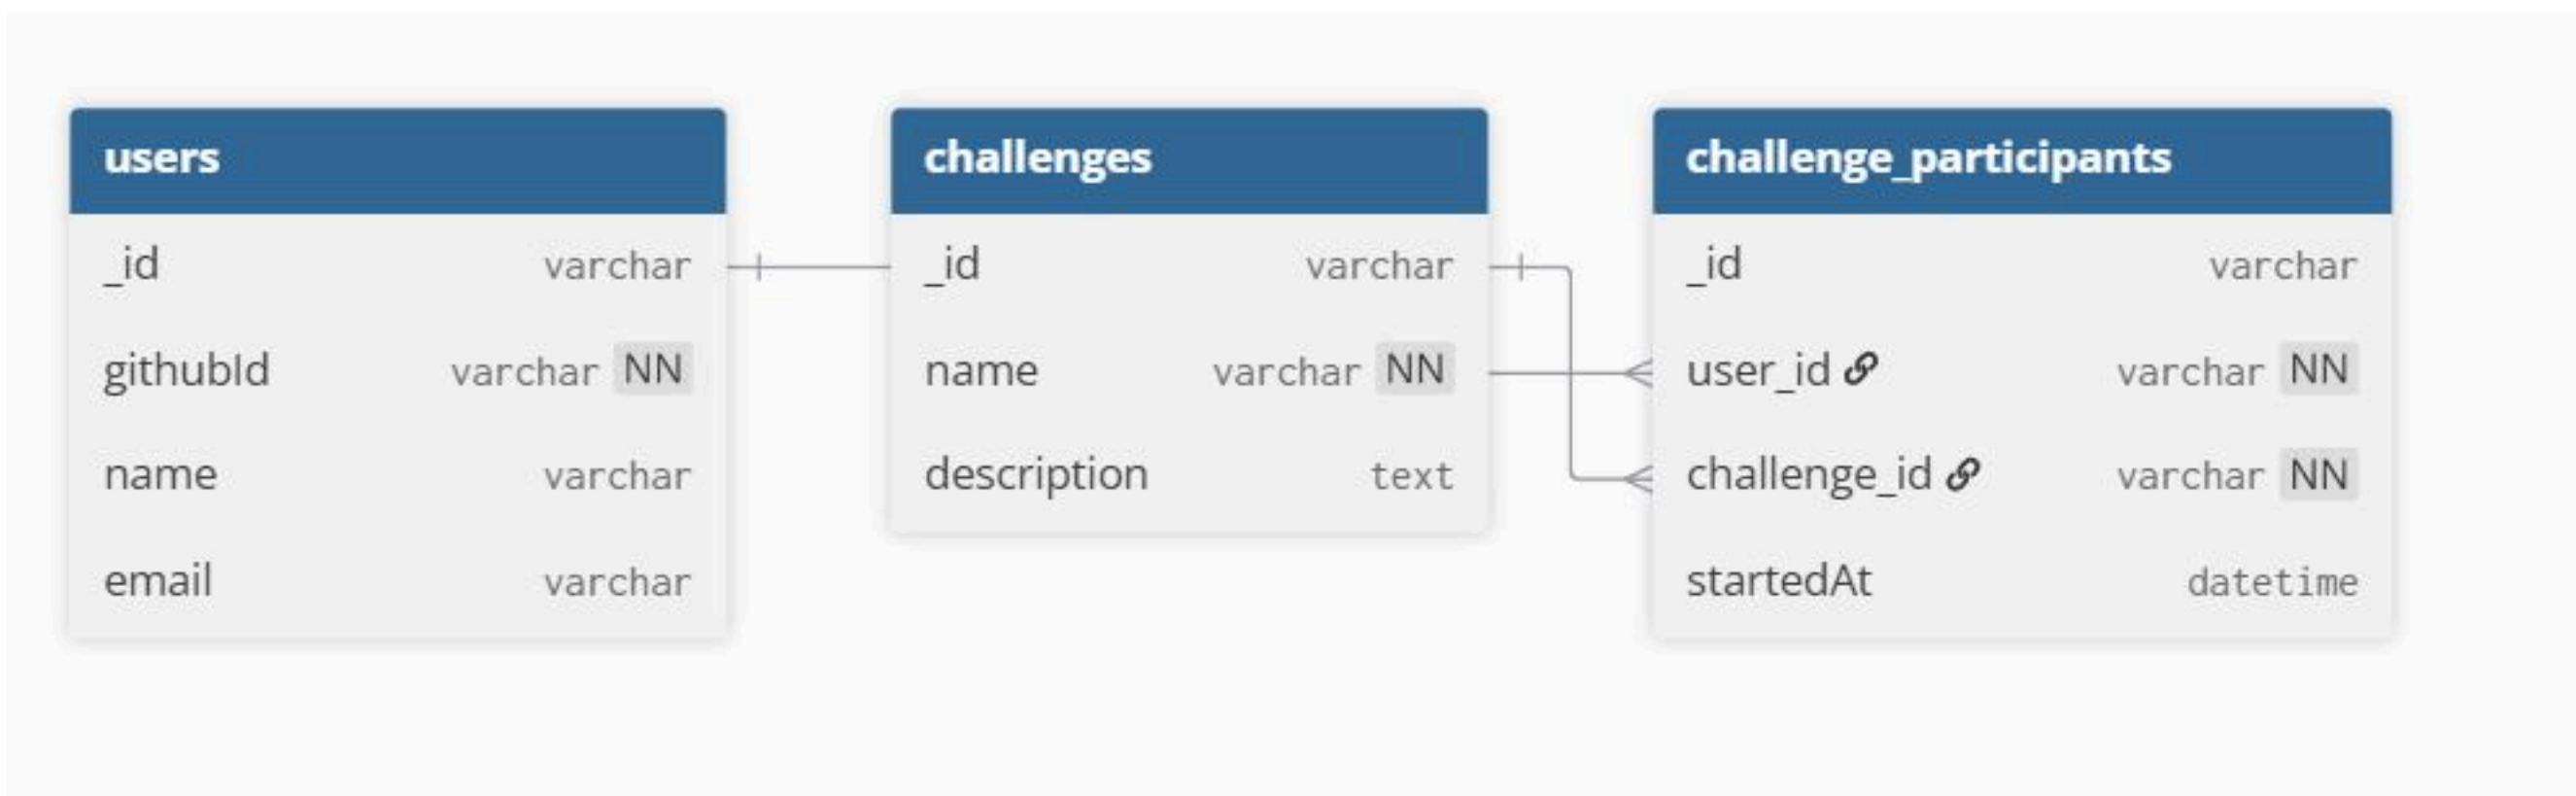 users
_id varchar
githubId varchar NN
name varchar
email varchar
challenges
_id varchar
name varchar NN
description text
challenge_participants
_id varchar
user_id varchar NN
challenge_id varchar NN
startedAt datetime